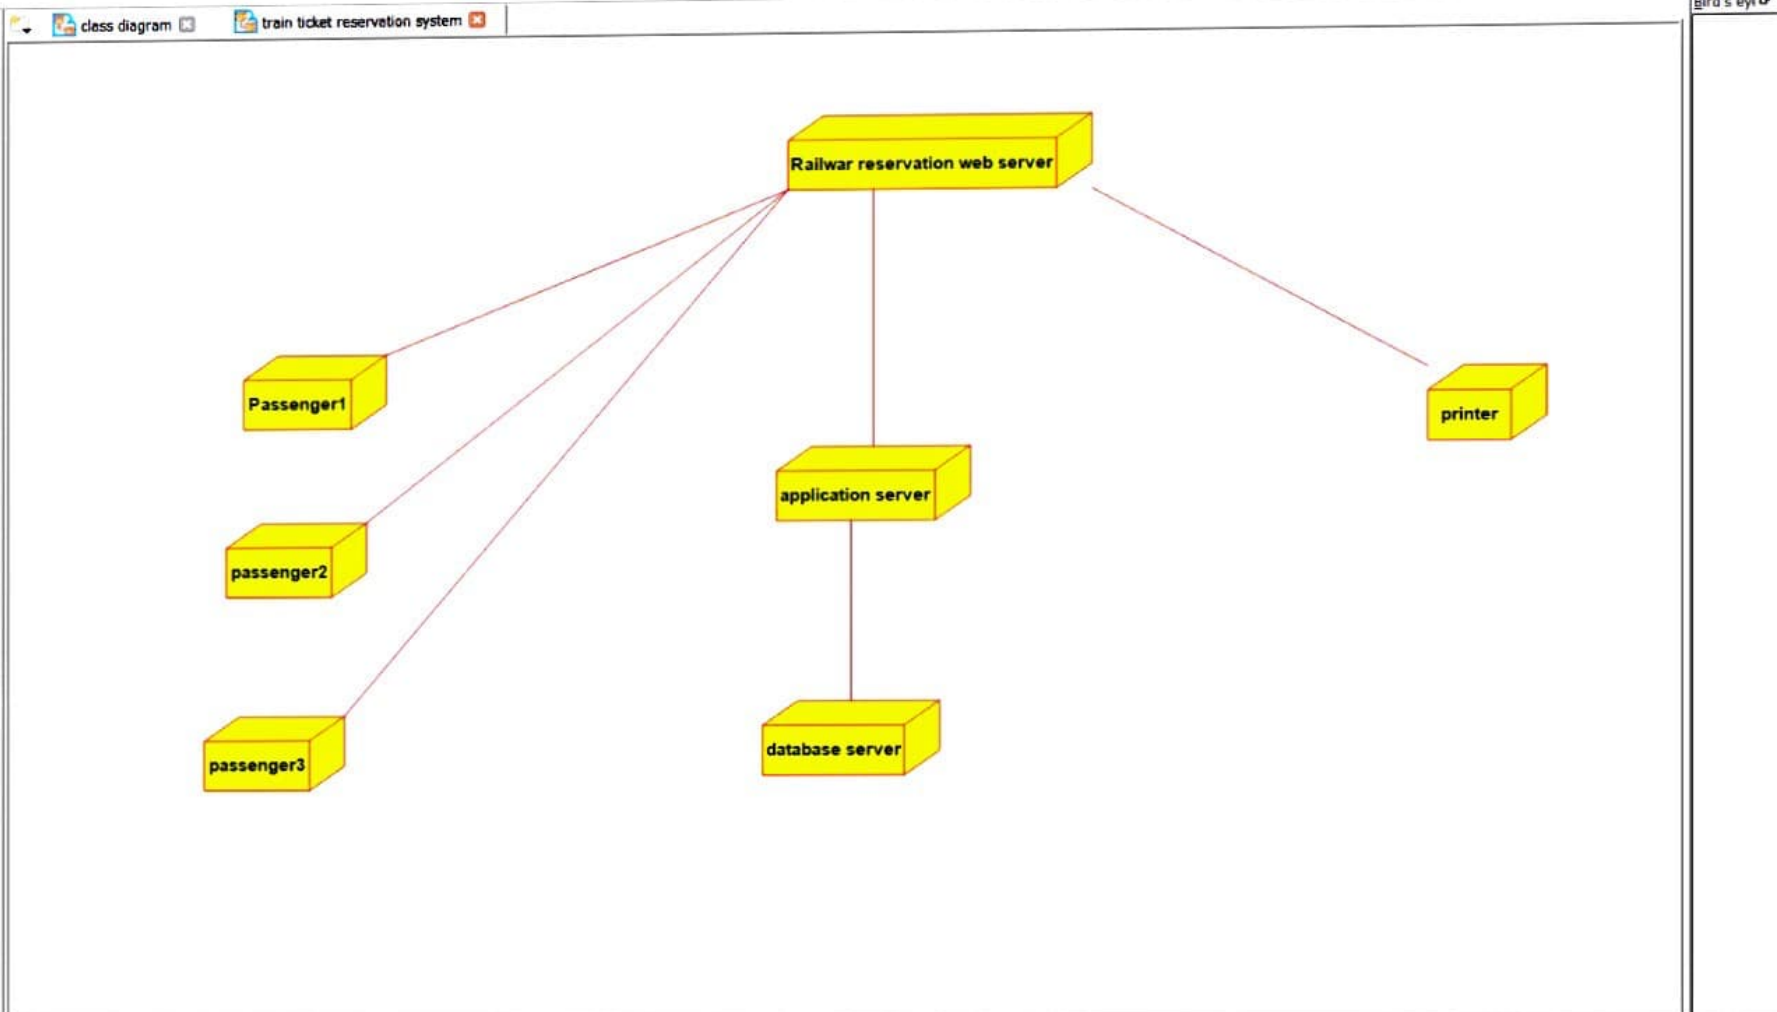 class diagram
train ticket reservation system
Railwar reservation web server
Passenger1
printer
application server
passenger2
database server
passenger3